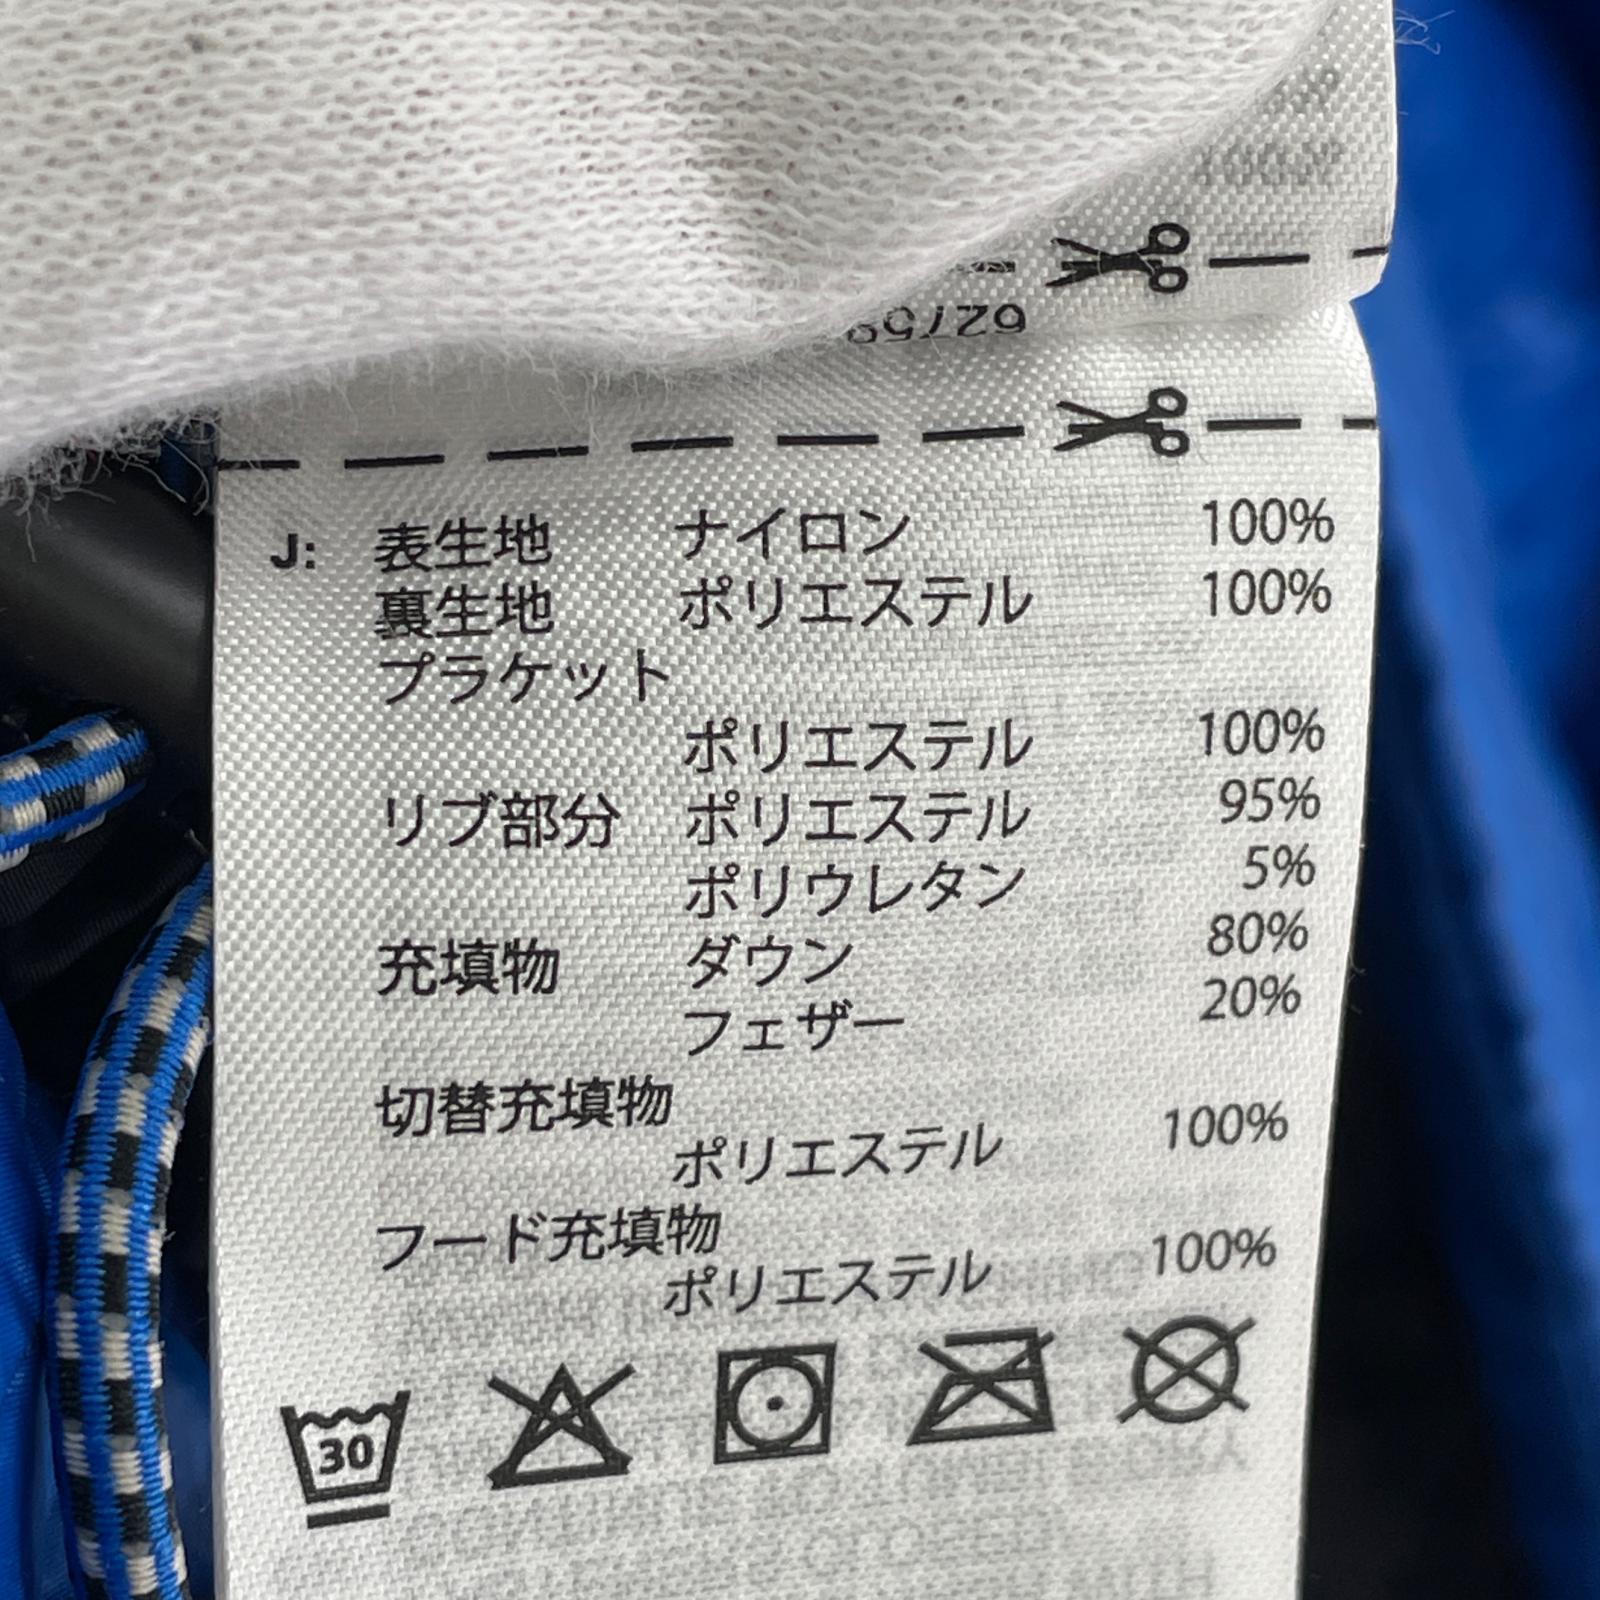 J: 表生地 ナイロン 100%
裏生地 ポリエステル 100%
プラケット
ポリエステル 100%
リブ部分 ポリエステル 95%
ポリウレタン 5%
充填物 ダウン 80%
フェザー 20%
切替充填物
ポリエステル 100%
フード充填物
ポリエステル 100%
30